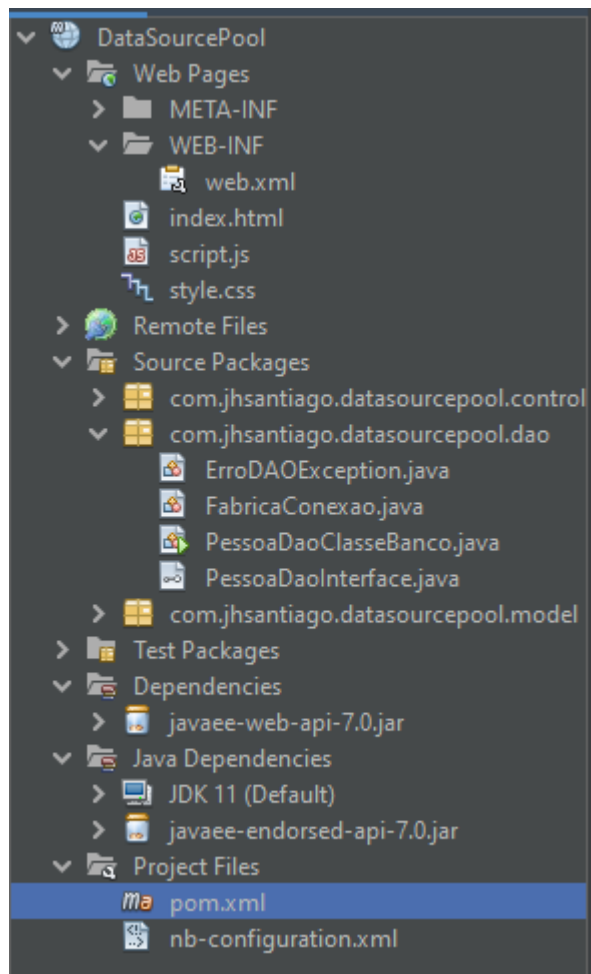 DataSourcePool
Web Pages
META-INF
WEB-INF
web.xml
index.html
script.js
style.css
Remote Files
Source Packages
com.jhsantiago.datasourcepool.control
com.jhsantiago.datasourcepool.dao
ErroDAOException.java
FabricaConexao.java
PessoaDaoClasseBanco.java
PessoaDaoInterface.java
com.jhsantiago.datasourcepool.model
Test Packages
Dependencies
javaee-web-api-7.0.jar
Java Dependencies
JDK 11 (Default)
javaee-endorsed-api-7.0.jar
Project Files
pom.xml
nb-configuration.xml